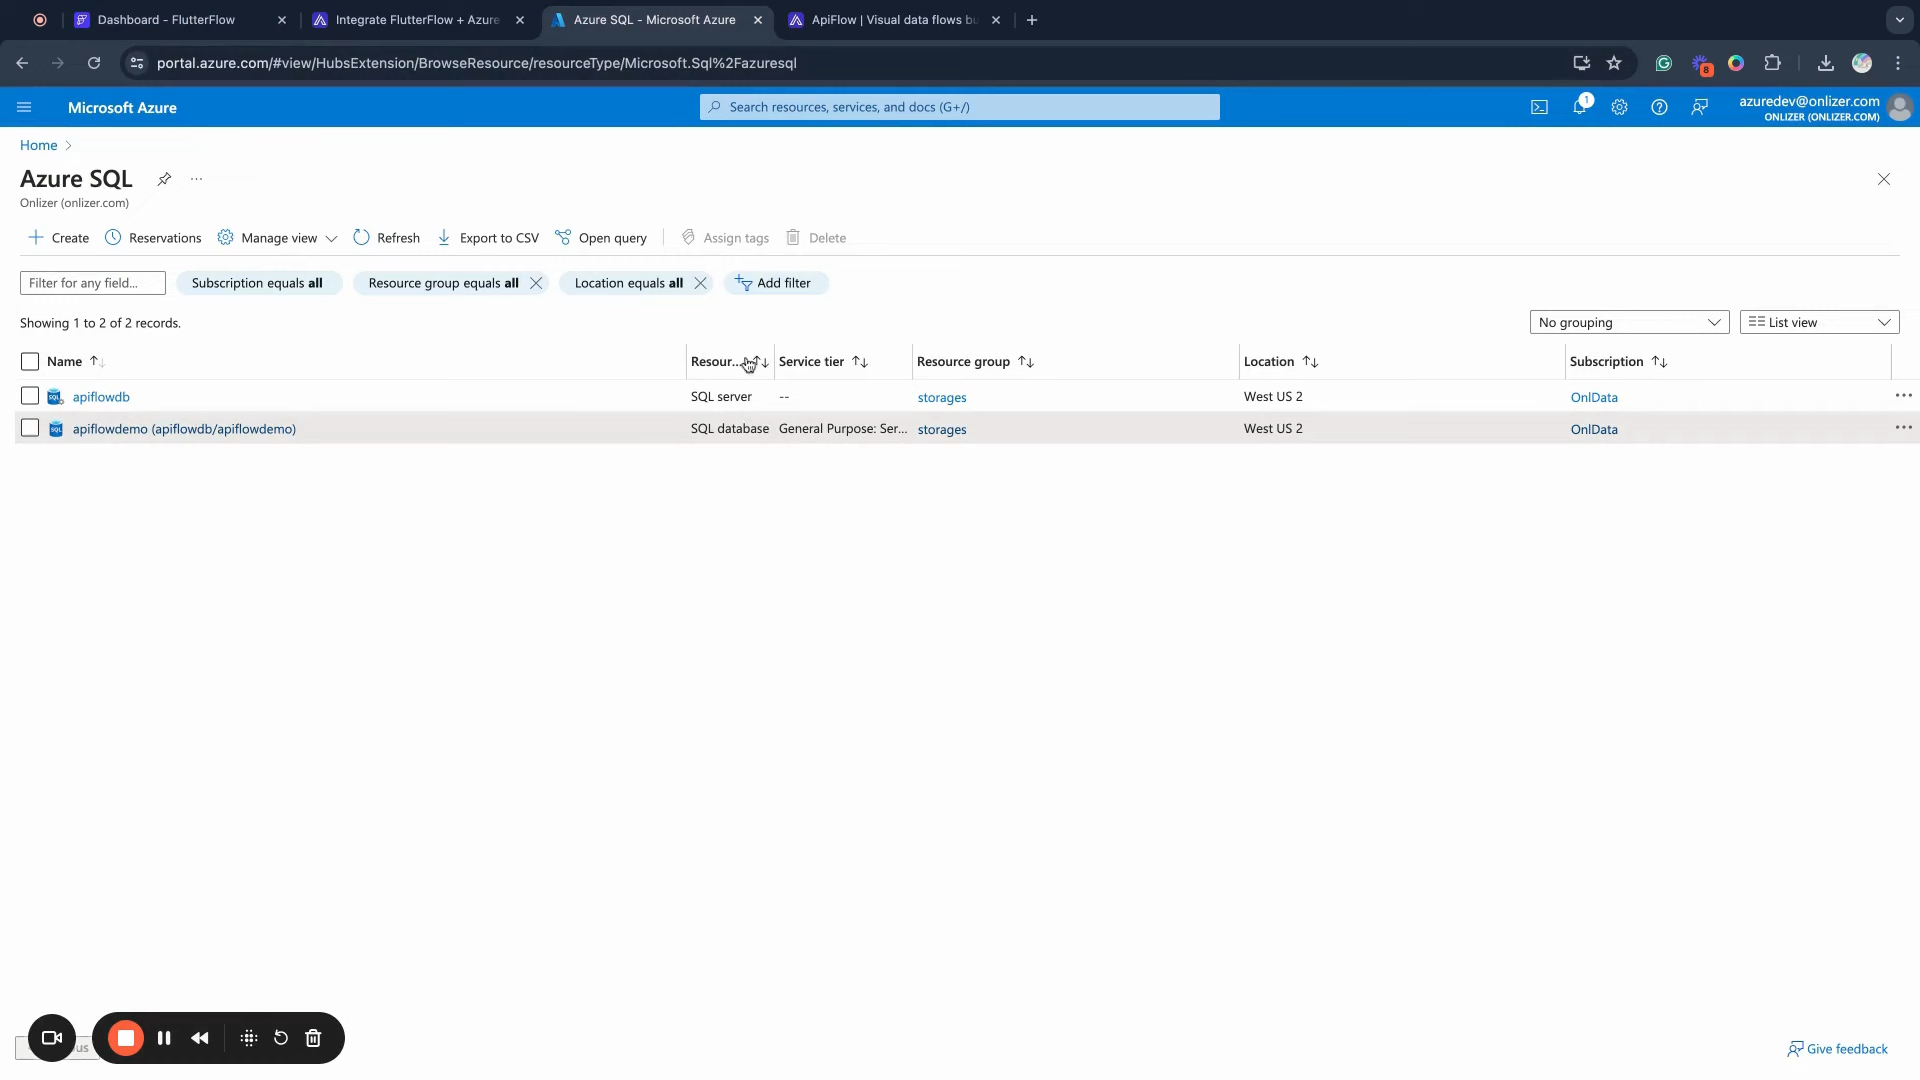 Dashboard - FlutterFlow
Integrate FlutterFlow + Azure
Azure SQL - Microsoft Azure
ApiFlow | Visual data flows bu
portal.azure.com/#view/HubsExtension/BrowseResource/resourceType/Microsoft.Sql%2Fazuresql
8
Microsoft Azure
Search resources, services, and docs (G+/)
1
azuredev@onlizer.com
ONLIZER (ONLIZER.COM)
Home
Azure SQL
Onlizer (onlizer.com)
Create Reservations Manage view Refresh Export to CSV Open query Assign tags Delete
Filter for any field... Subscription equals all Resource group equals all Location equals all Add filter
Showing 1 to 2 of 2 records. No grouping List view
Name Resour... Service tier Resource group Location Subscription
apiflowdb SQL server -- storages West US 2 OnlData
apiflowdemo (apiflowdb/apiflowdemo) SQL database General Purpose: Ser... storages West US 2 OnlData
Give feedback